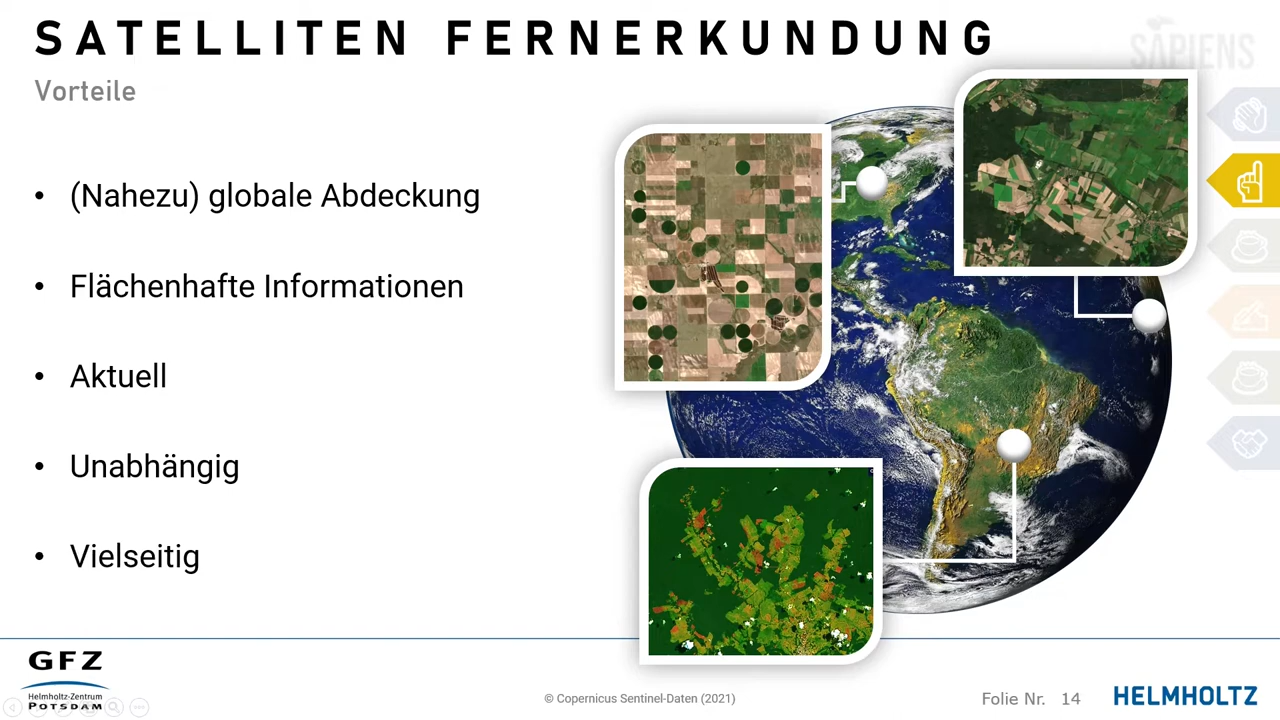 SATELLITEN FERNERKUNDUNG
SAPIENS
Vorteile
• (Nahezu) globale Abdeckung
• Flächenhafte Informationen
• Aktuell
• Unabhängig
• Vielseitig
GFZ
Helmholtz-Zentrum
POTSDAM
© Copernicus Sentinel-Daten (2021)
Folie Nr. 14
HELMHOLTZ